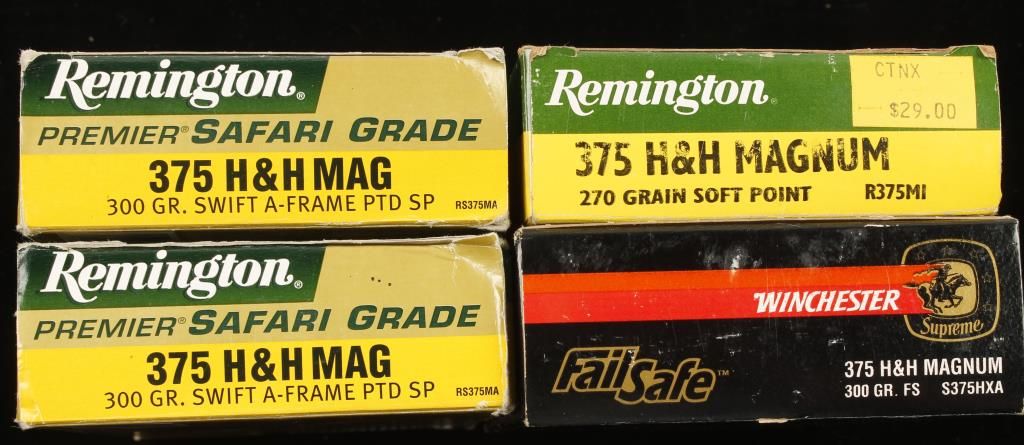 Remington®
PREMIER® SAFARI GRADE
375 H&H MAG
300 GR. SWIFT A-FRAME PTD SP RS375MA
Remington®
CTNX
$29.00
375 H&H MAGNUM
270 GRAIN SOFT POINT R375MI
Remington®
PREMIER® SAFARI GRADE
375 H&H MAG
300 GR. SWIFT A-FRAME PTD SP RS375MA
WINCHESTER
Supreme
FailSafe™
375 H&H MAGNUM
300 GR. FS S375HXA